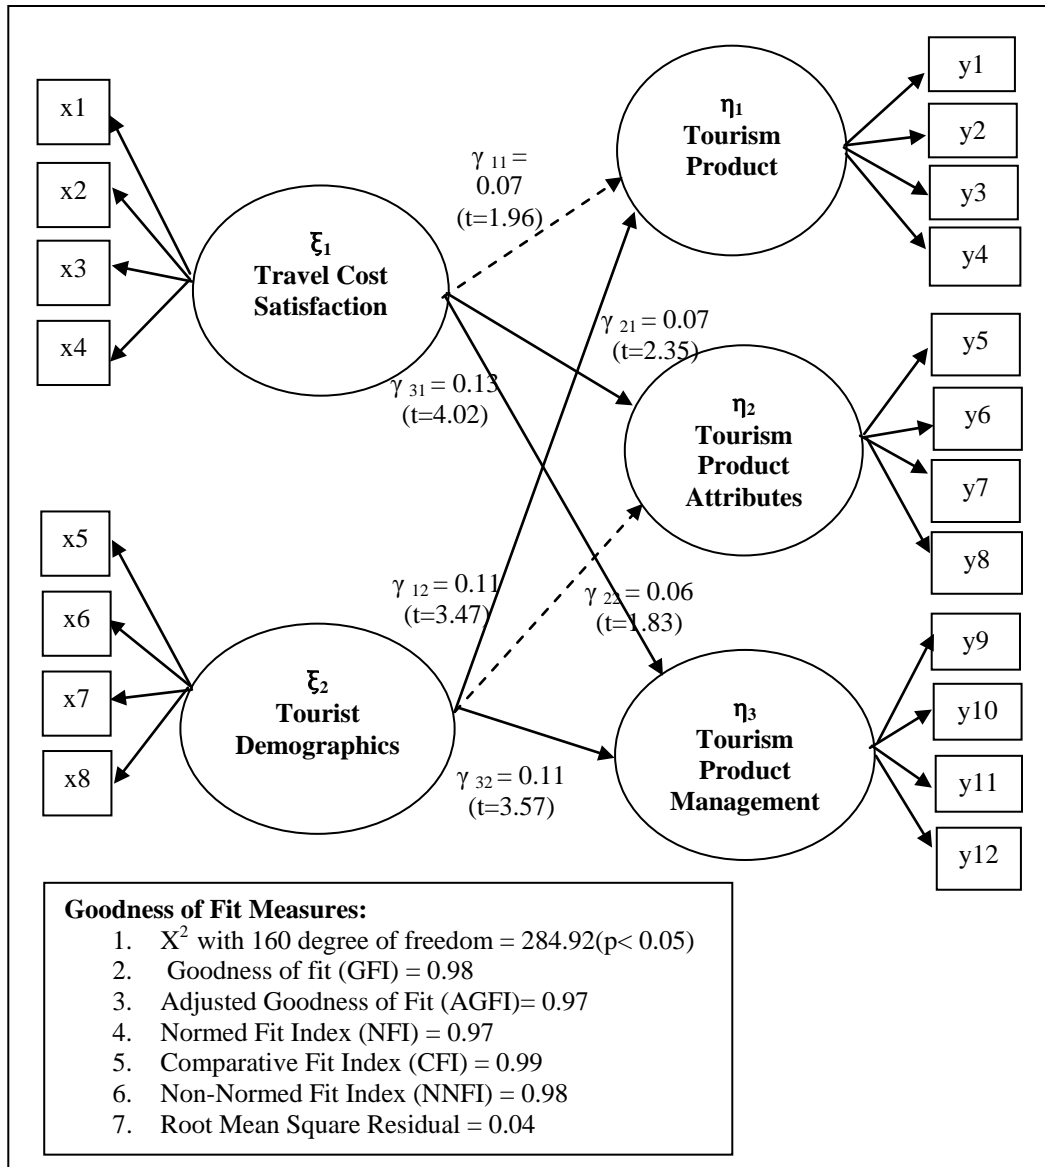 x1
x2
x3
x4
ξ₁
Travel Cost
Satisfaction
γ ₁₁ =
0.07
(t=1.96)
η₁
Tourism
Product
y1
y2
y3
y4
γ ₂₁ = 0.07
(t=2.35)
γ ₃₁ = 0.13
(t=4.02)
η₂
Tourism
Product
Attributes
y5
y6
y7
y8
x5
x6
x7
x8
ξ₂
Tourist
Demographics
γ ₁₂ = 0.11
(t=3.47)
γ ₂₂ = 0.06
(t=1.83)
γ ₃₂ = 0.11
(t=3.57)
η₃
Tourism
Product
Management
y9
y10
y11
y12
Goodness of Fit Measures:
1. X² with 160 degree of freedom = 284.92(p< 0.05)
2. Goodness of fit (GFI) = 0.98
3. Adjusted Goodness of Fit (AGFI)= 0.97
4. Normed Fit Index (NFI) = 0.97
5. Comparative Fit Index (CFI) = 0.99
6. Non-Normed Fit Index (NNFI) = 0.98
7. Root Mean Square Residual = 0.04